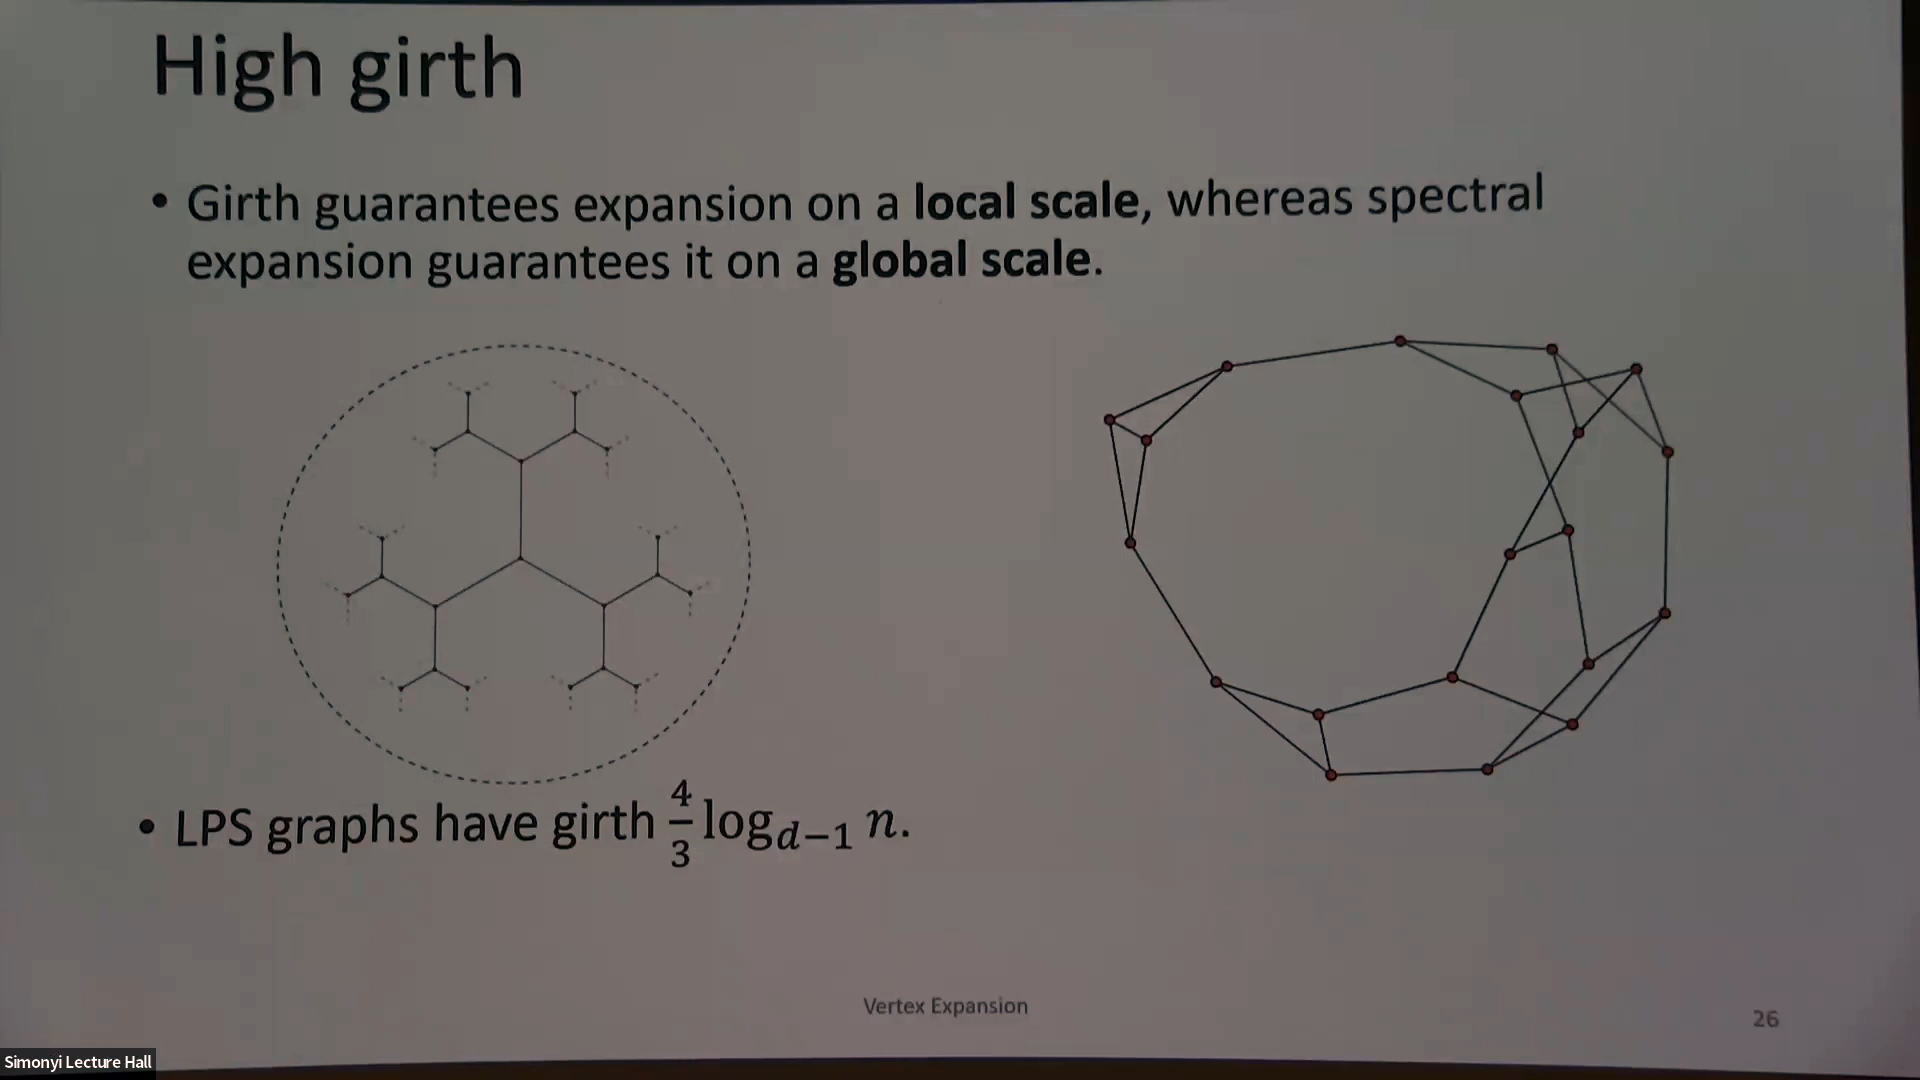 High girth
• Girth guarantees expansion on a local scale, whereas spectral
expansion guarantees it on a global scale.
• LPS graphs have girth 4/3 log_{d−1} n.
Vertex Expansion
26
Simonyi Lecture Hall